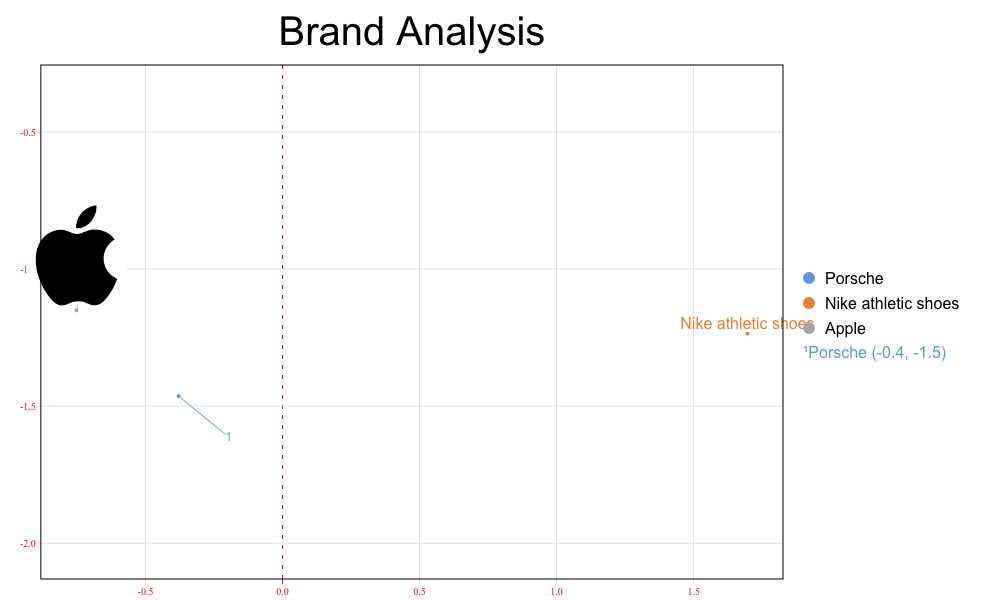 Brand Analysis
-0.5
-1
-1.5
-2.0
-0.5 0.0 0.5 1.0 1.5
Nike athletic shoes
1
Porsche
Nike athletic shoes
Apple
¹Porsche (-0.4, -1.5)